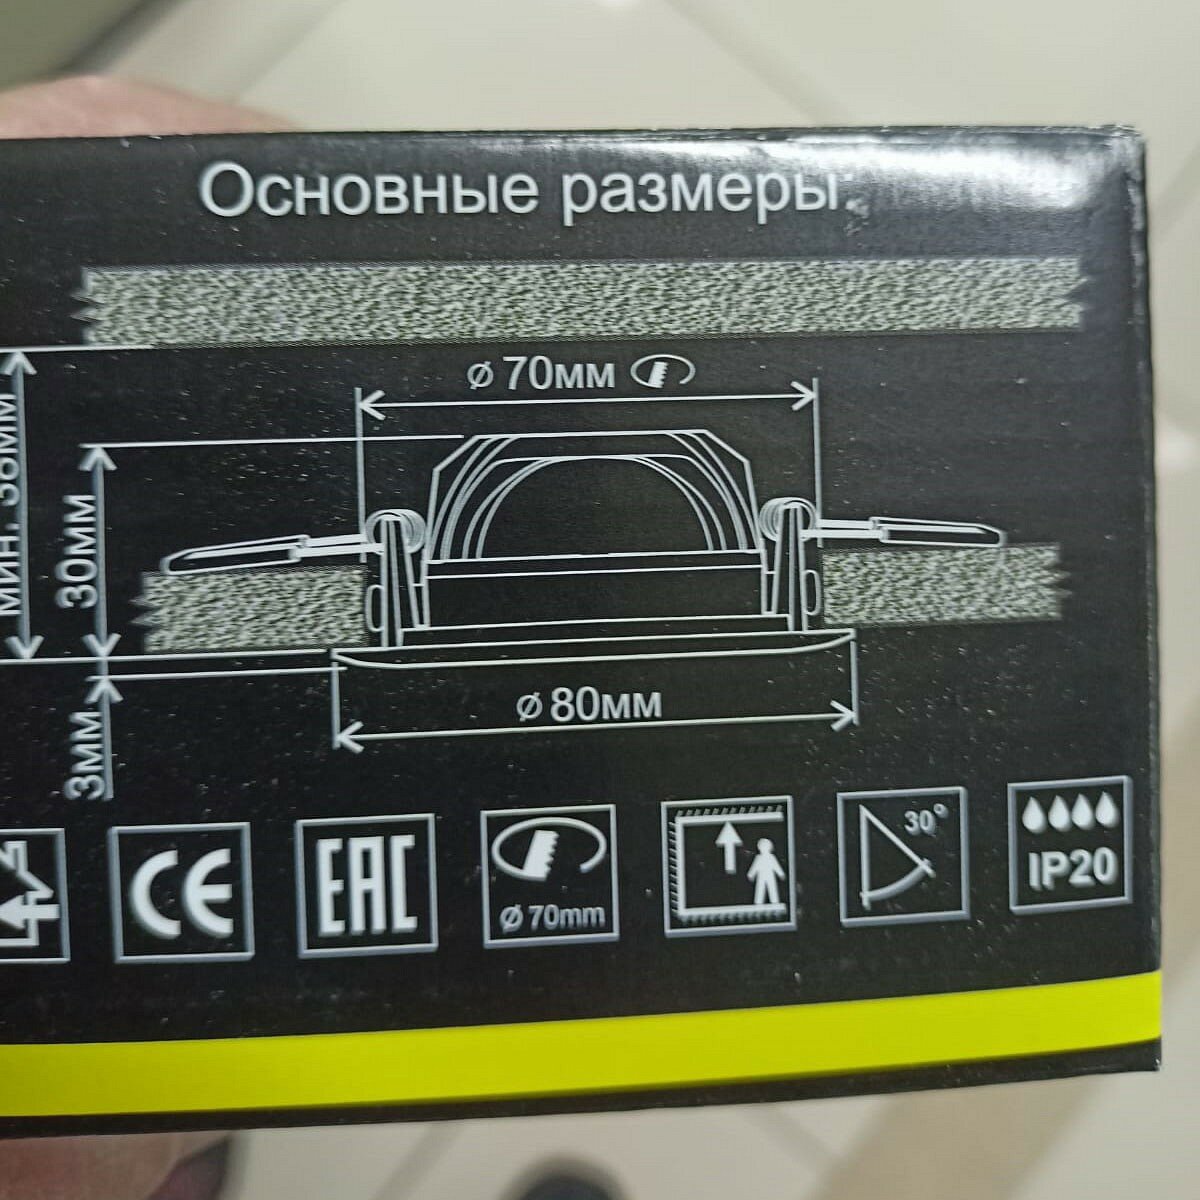 Основные размеры:
ø 70мм
мин. 38мм
30мм
ø 80мм
3мм
CE
EAC
ø 70mm
30°
IP20